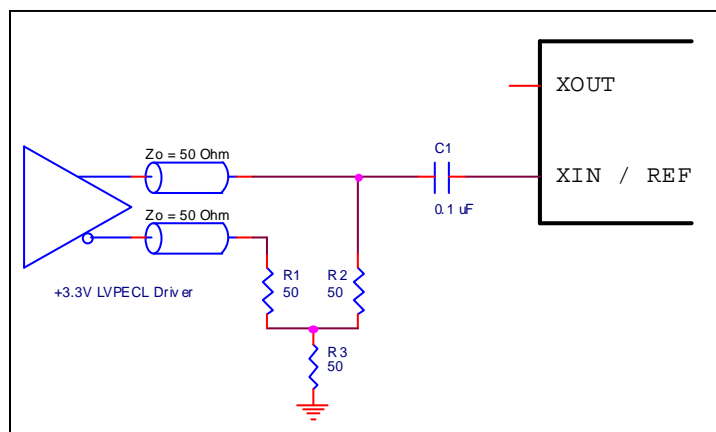 XOUT
C1
Zo = 50 Ohm
XIN / REF
0.1 uF
Zo = 50 Ohm
R1
50
R2
50
+3.3V LVPECL Driver
R3
50